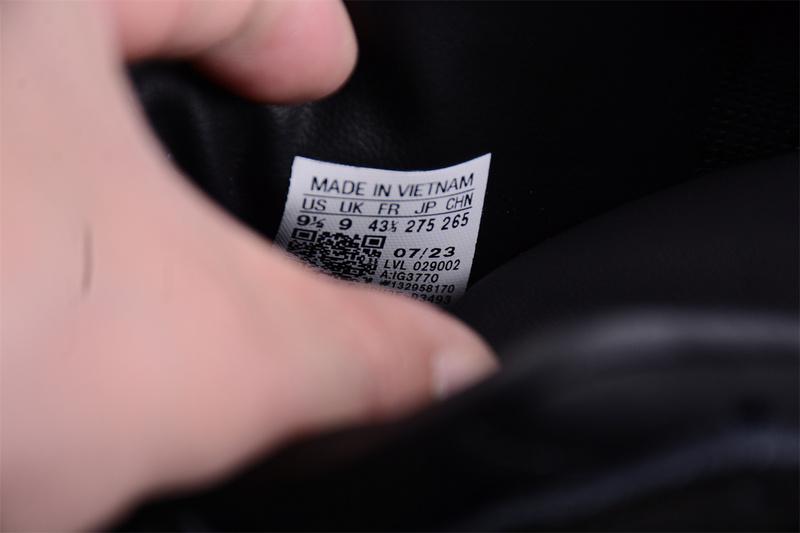 MADE IN VIETNAM
US UK FR JP CHN
9½ 9 43⅓ 275 265
07/23
LVL 029002
A:IG3770
#132958170